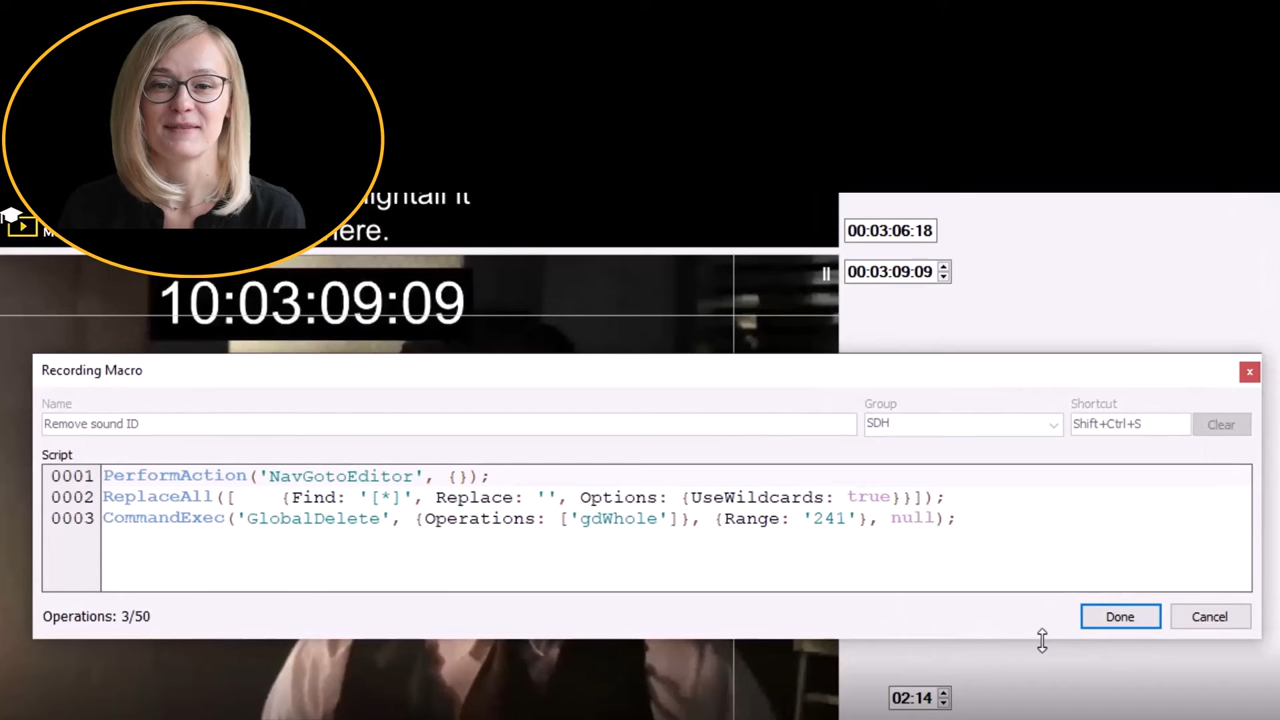 it
here.
00:03:06:18
00:03:09:09
10:03:09:09
Recording Macro
Name
Group
Shortcut
Remove sound ID
SDH
Shift+Ctrl+S
Clear
Script
0001 PerformAction('NavGotoEditor', {});
0002 ReplaceAll([    {Find: '[*]', Replace: '', Options: {UseWildcards: true}}]);
0003 CommandExec('GlobalDelete', {Operations: ['gdWhole']}, {Range: '241'}, null);
Operations: 3/50
Done
Cancel
02:14